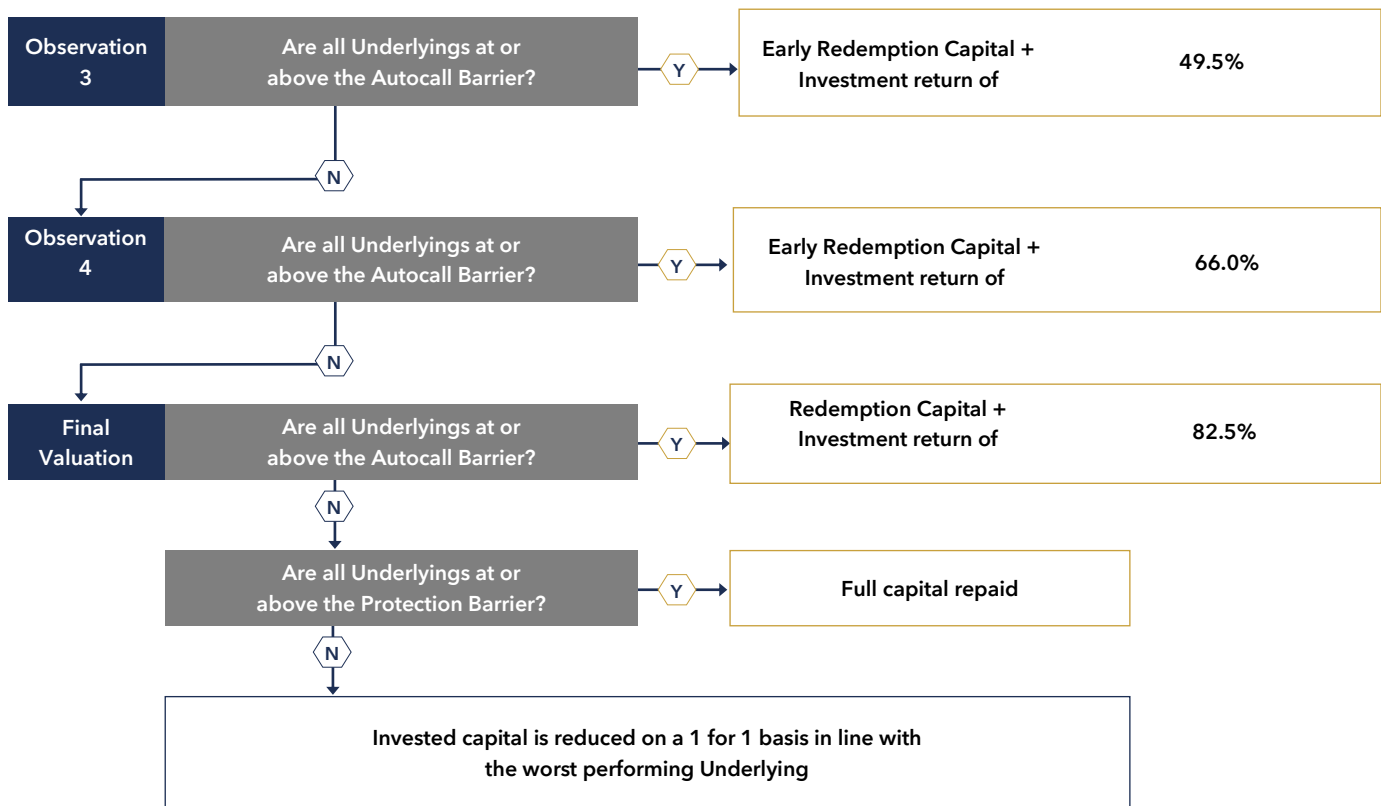 Observation
3
Are all Underlyings at or
above the Autocall Barrier?
Y
Early Redemption Capital +
Investment return of
49.5%
N
Observation
4
Are all Underlyings at or
above the Autocall Barrier?
Y
Early Redemption Capital +
Investment return of
66.0%
N
Final
Valuation
Are all Underlyings at or
above the Autocall Barrier?
Y
Redemption Capital +
Investment return of
82.5%
N
Are all Underlyings at or
above the Protection Barrier?
Y
Full capital repaid
N
Invested capital is reduced on a 1 for 1 basis in line with
the worst performing Underlying